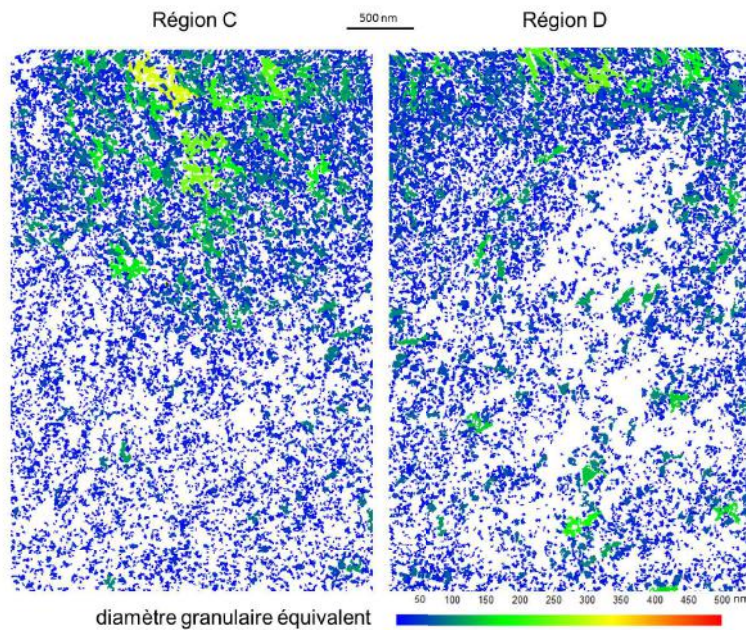 Région C
500 nm
Région D
diamètre granulaire équivalent
50 100 150 200 250 300 350 400 450 500 nm